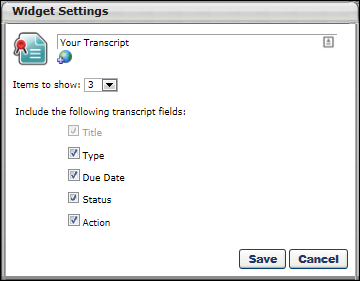 Widget Settings
Your Transcript
Items to show: 3
Include the following transcript fields:
Title
Type
Due Date
Status
Action
Save Cancel